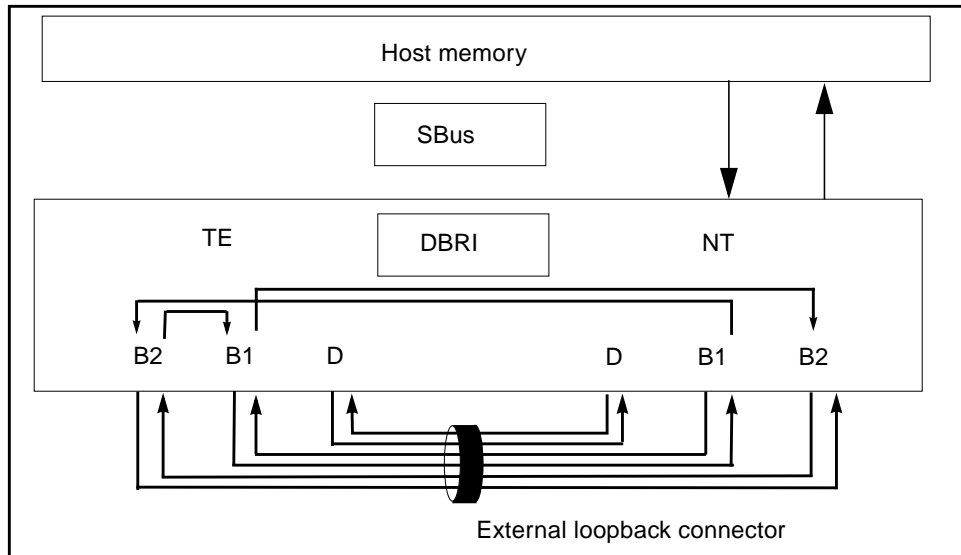 Host memory
SBus
TE
DBRI
NT
B2 B1 D D B1 B2
External loopback connector